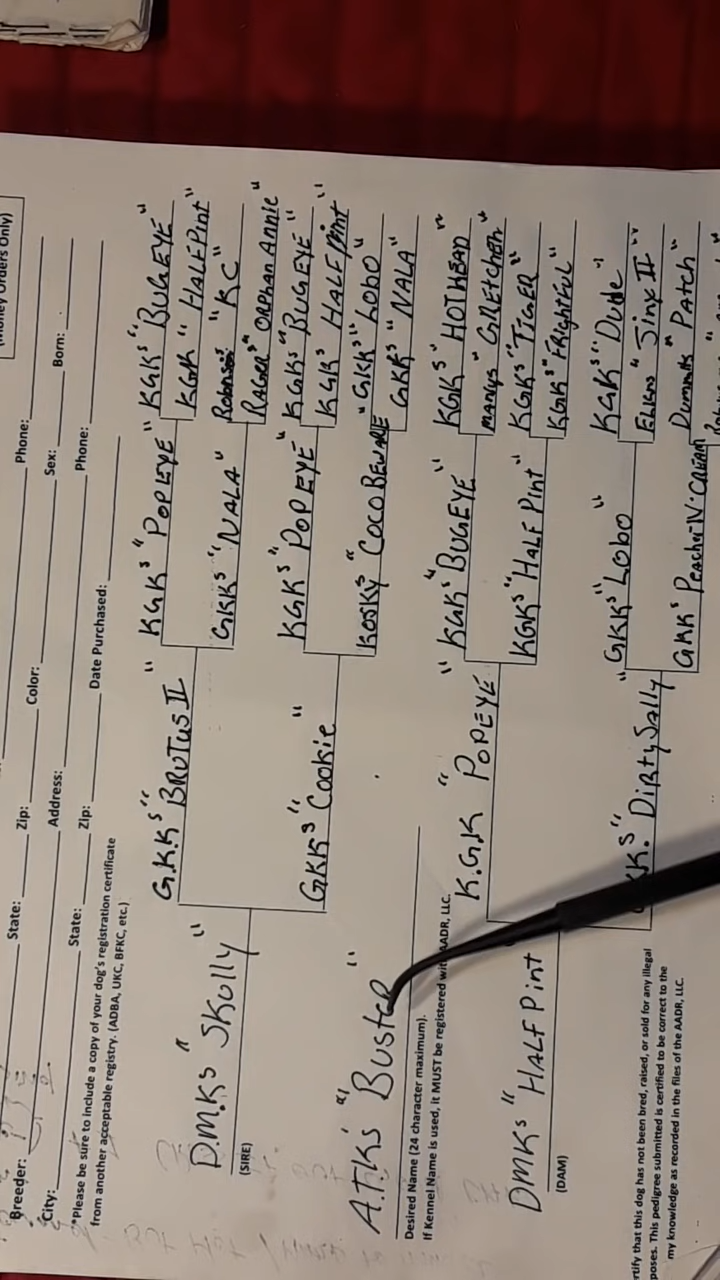 (Money Orders Only)
Breeder: Phone:
City: State: Zip: Color: Sex:
Address: Born:
State: Zip: Phone:
*Please be sure to include a copy of your dog's registration certificate Date Purchased:
from another acceptable registry. (ADBA, UKC, BFKC, etc.)
KGK's "BUGEYE"
KGK's "POPEYE"
KGK "HALFPint"
G.K.K's "BRUTUS II"
"KC"
GKK's "NALA"
RAGER's "ORPHAN Annie"
D.M.K's "SKully"
(SIRE)
KGKs "BUGEYE"
KGK's "POPEYE"
KGK's HALF pint"
GKK's "Cookie"
"GKK's" LOBO"
KOSKY "COCO BEWARE
GKK's "NALA"
A.T.K's "Buster"
Desired Name (24 character maximum).
If Kennel Name is used, it MUST be registered with AADR, LLC.
KGK's HOTHEAD"
KGK's "BUGEYE"
"GREtchen"
K.G.K "POPEYE"
KGK's "TIGER"
KGK's "HALF Pint"
KGK's "FRightful"
DMK's "HALF Pint
(DAM)
KGK's "Dude"
"GKK's" LOBO"
"Jinx II"
DiRty Sally
"PATCH"
GKK's Peaches IV. CREAM
rtify that this dog has not been bred, raised, or sold for any illegal
poses. This pedigree submitted is certified to be correct to the
my knowledge as recorded in the files of the AADR, LLC.